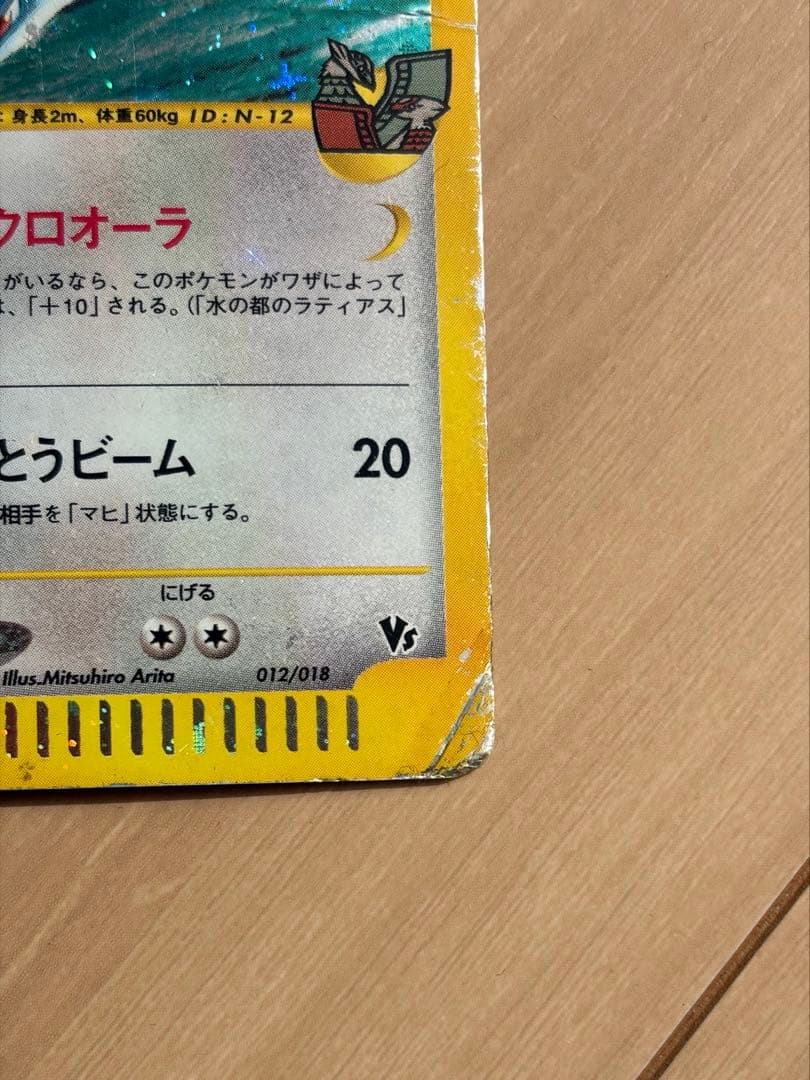 : 身長2m、体重60kg ID:N-12
クロオーラ
がいるなら、このポケモンがワザによって
、「＋10」される。（「水の都のラティアス」
とうビーム 20
相手を「マヒ」状態にする。
にげる
Vs
Illus.Mitsuhiro Arita 012/018